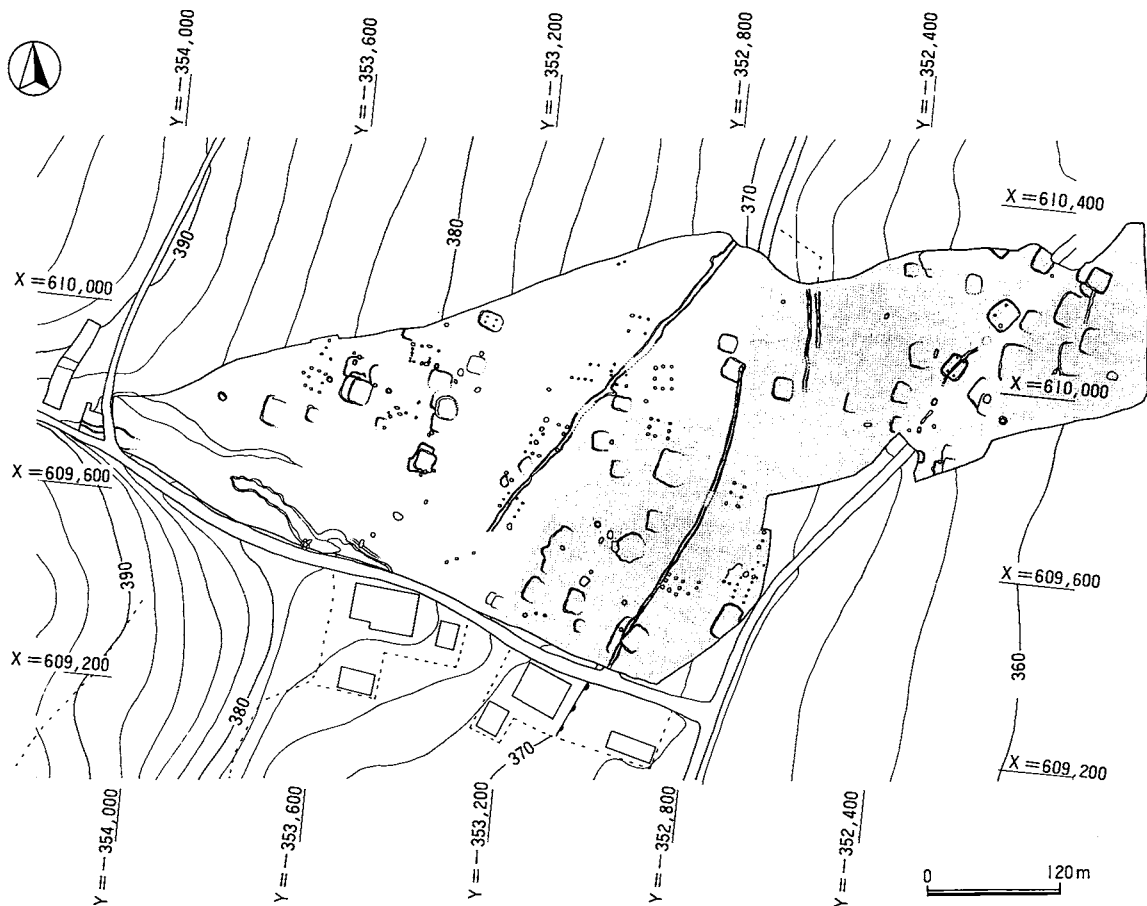 Y = -354,000
Y = -353,600
Y = -353,200
Y = -352,800
Y = -352,400
X = 610,400
370
380
390
X = 610,000
X = 610,000
X = 609,600
390
X = 609,600
X = 609,200
380
360
370
X = 609,200
Y = -354,000
Y = -353,600
Y = -353,200
Y = -352,800
Y = -352,400
0 120m